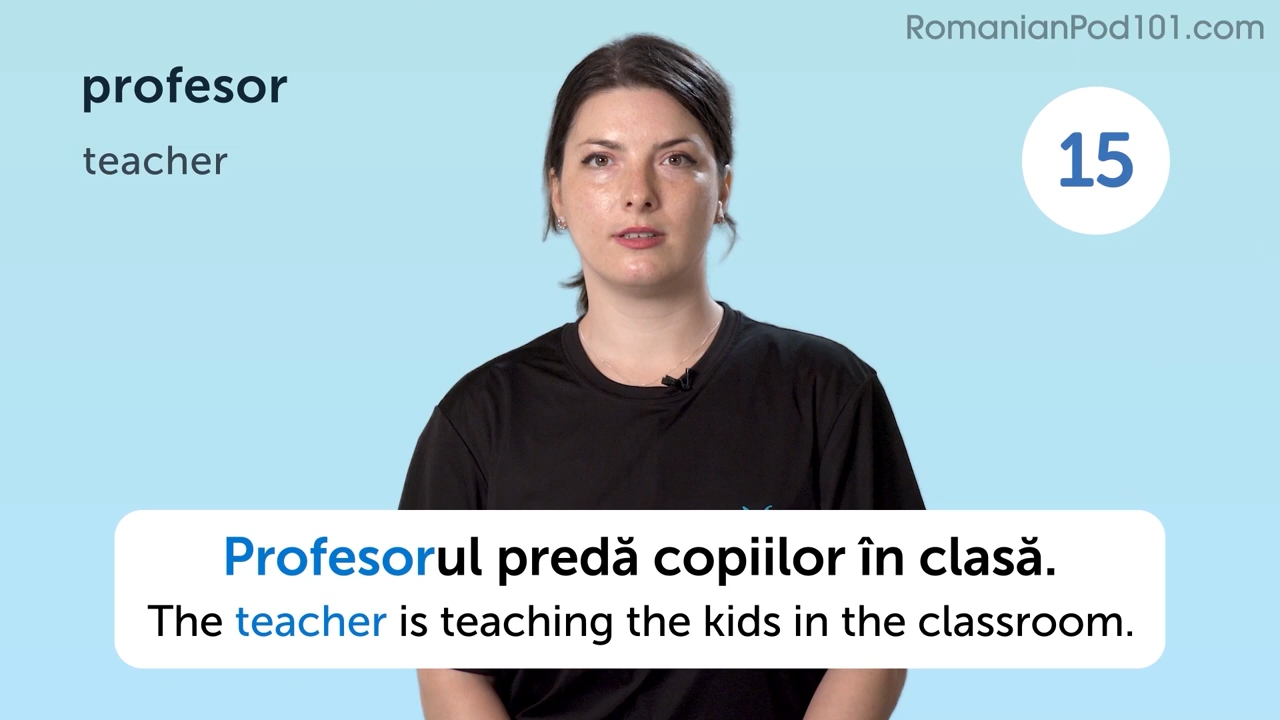 RomanianPod101.com
profesor
teacher
15
Profesorul predă copiilor în clasă.
The teacher is teaching the kids in the classroom.